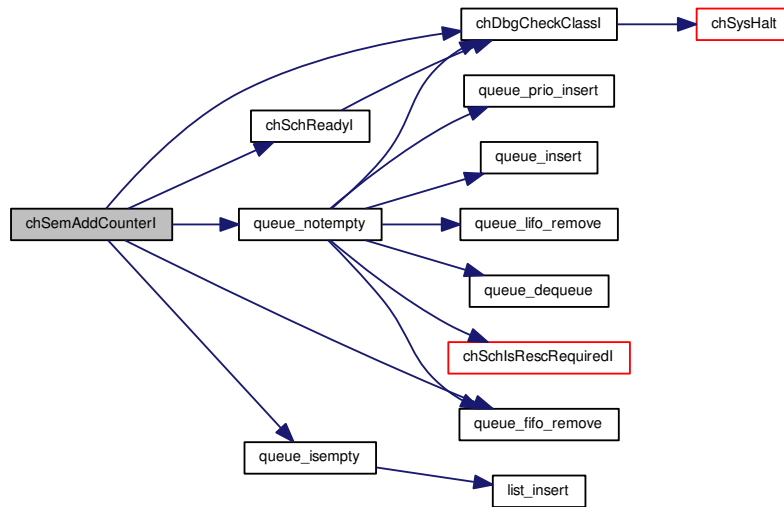 chDbgCheckClassI
chSysHalt
queue_prio_insert
chSchReadyI
queue_insert
chSemAddCounterI
queue_notempty
queue_lifo_remove
queue_dequeue
chSchIsRescRequiredI
queue_fifo_remove
queue_isempty
list_insert